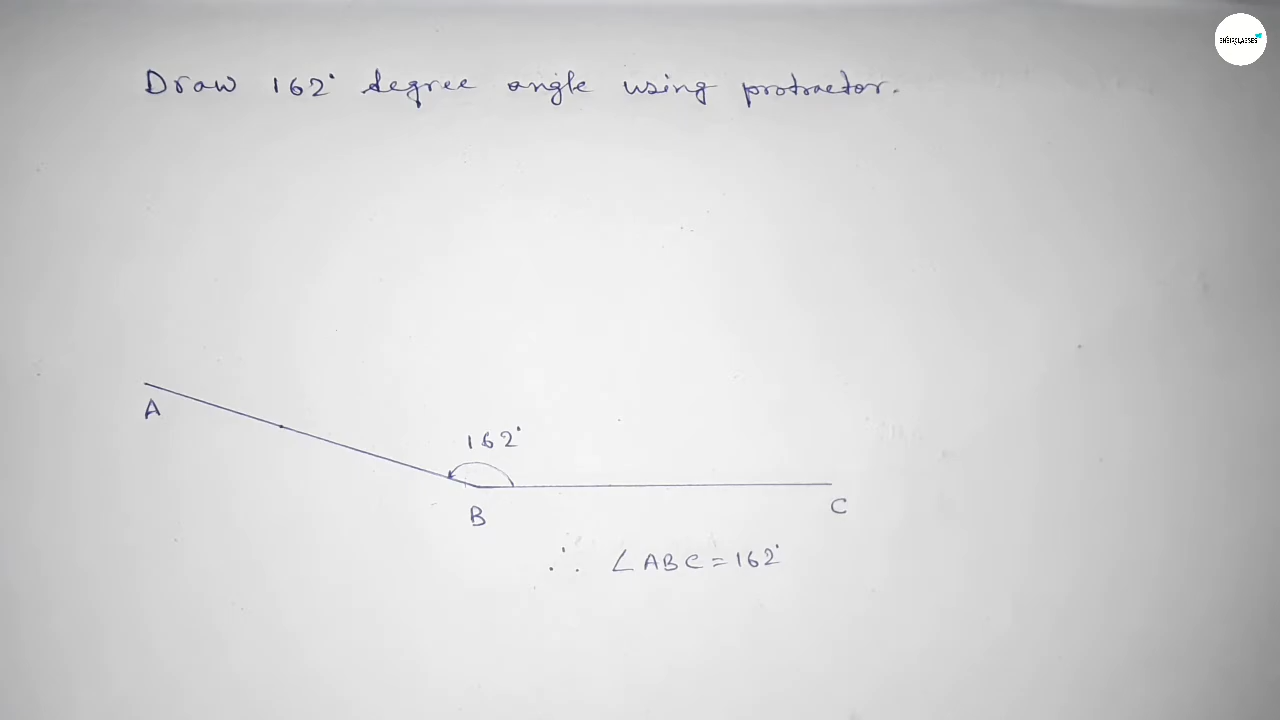 Draw 162° degree angle using protractor.
A
162°
B
C
∴ ∠ABC = 162°